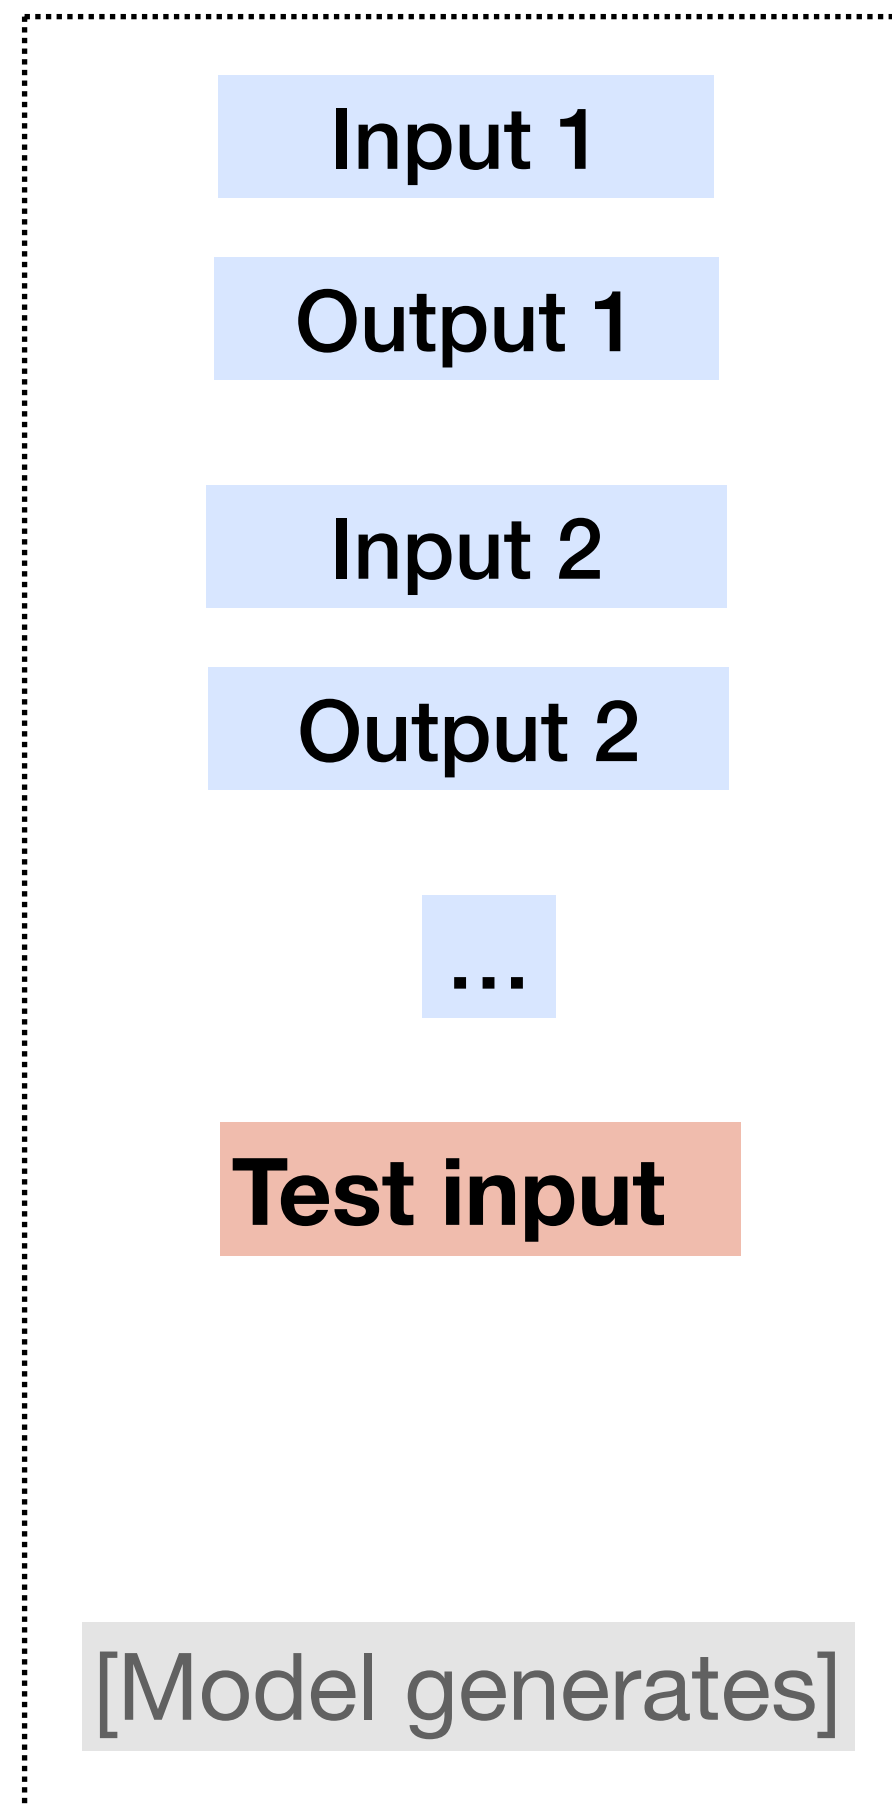 Input 1
Output 1
Input 2
Output 2
...
Test input
[Model generates]